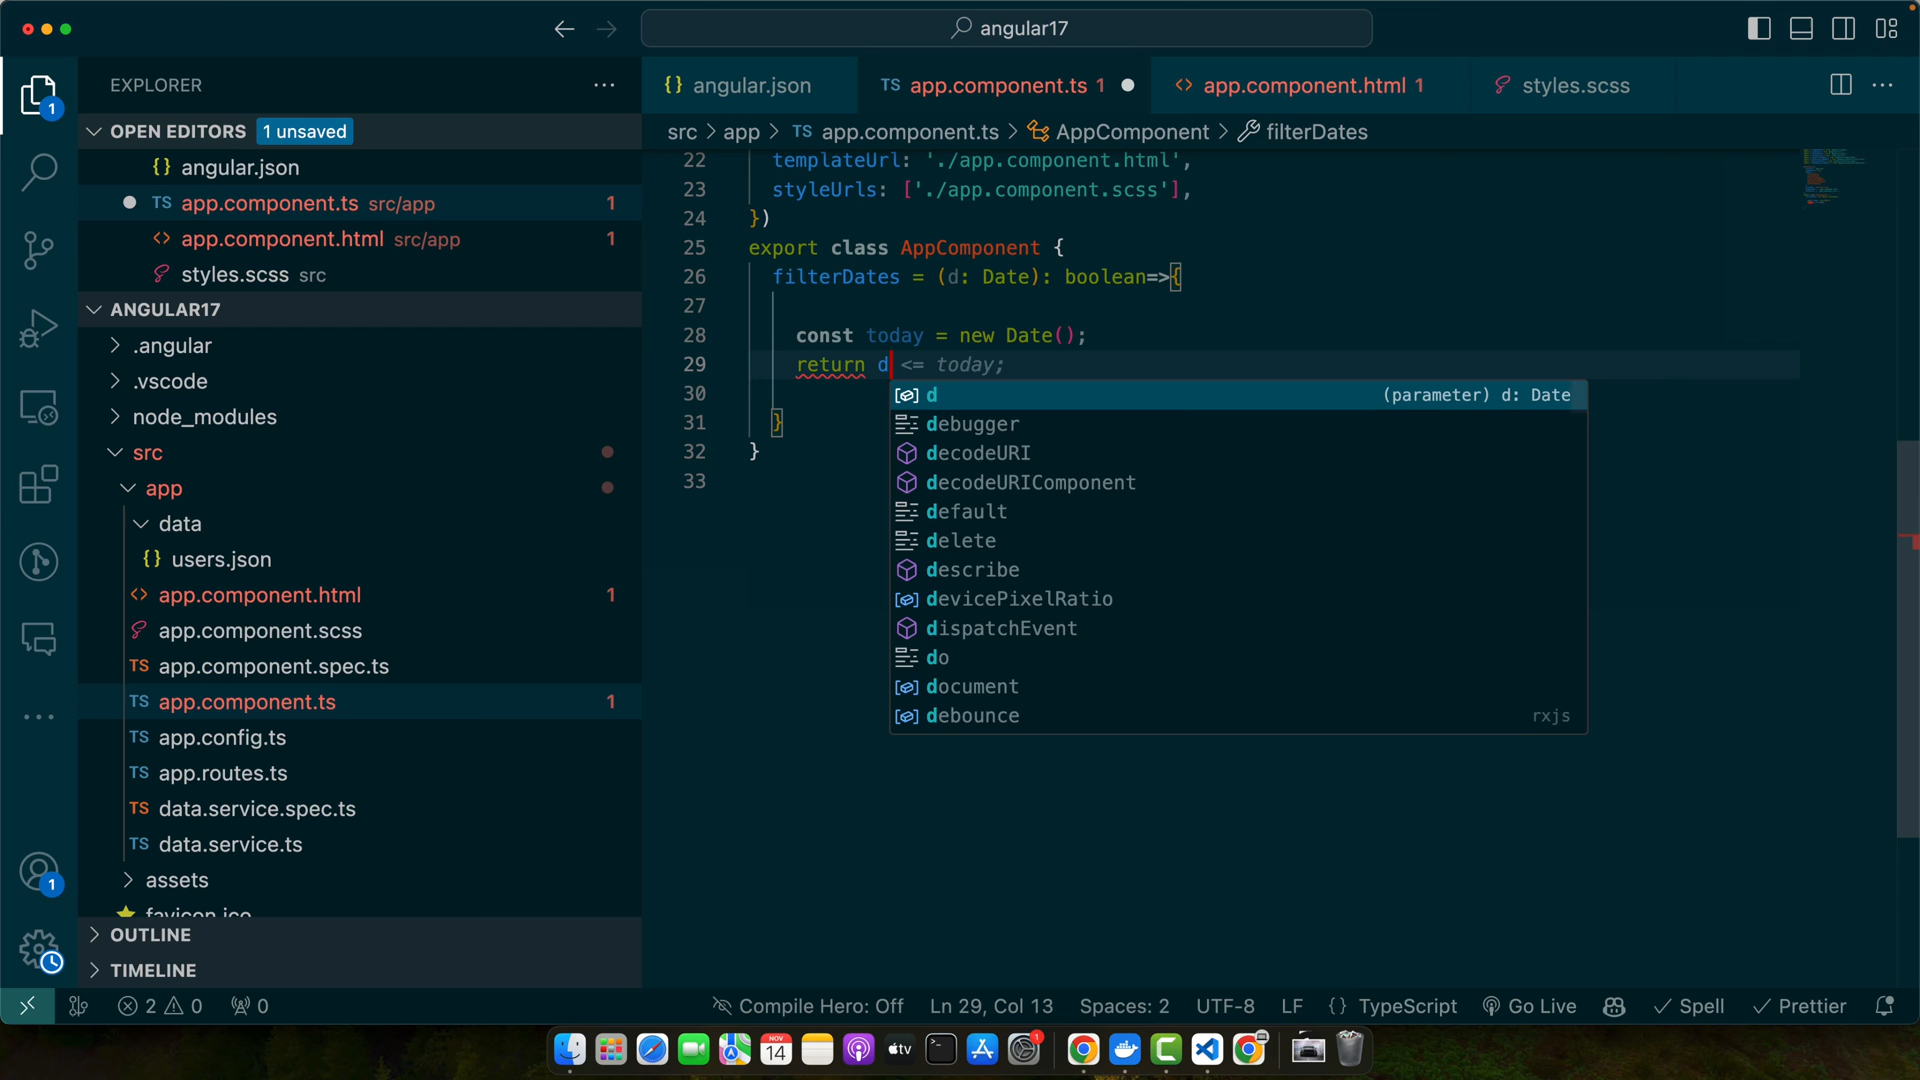 angular17
EXPLORER
OPEN EDITORS 1 unsaved
{} angular.json
TS app.component.ts src/app 1
<> app.component.html src/app 1
styles.scss src
ANGULAR17
.angular
.vscode
node_modules
src
app
data
{} users.json
<> app.component.html 1
app.component.scss
TS app.component.spec.ts
TS app.component.ts 1
TS app.config.ts
TS app.routes.ts
TS data.service.spec.ts
TS data.service.ts
assets
favicon.ico
OUTLINE
TIMELINE
1
1
{} angular.json
TS app.component.ts 1
<> app.component.html 1
styles.scss
src > app > TS app.component.ts > AppComponent > filterDates
22 templateUrl: './app.component.html',
23 styleUrls: ['./app.component.scss'],
24 })
25 export class AppComponent {
26 filterDates = (d: Date): boolean=>{
27
28 const today = new Date();
29 return d <= today;
30
31 }
32 }
33
d (parameter) d: Date
debugger
decodeURI
decodeURIComponent
default
delete
describe
devicePixelRatio
dispatchEvent
do
document
debounce rxjs
2 0 0
Compile Hero: Off
Ln 29, Col 13
Spaces: 2
UTF-8
LF
{} TypeScript
Go Live
Spell
Prettier
NOV
14
tv
1